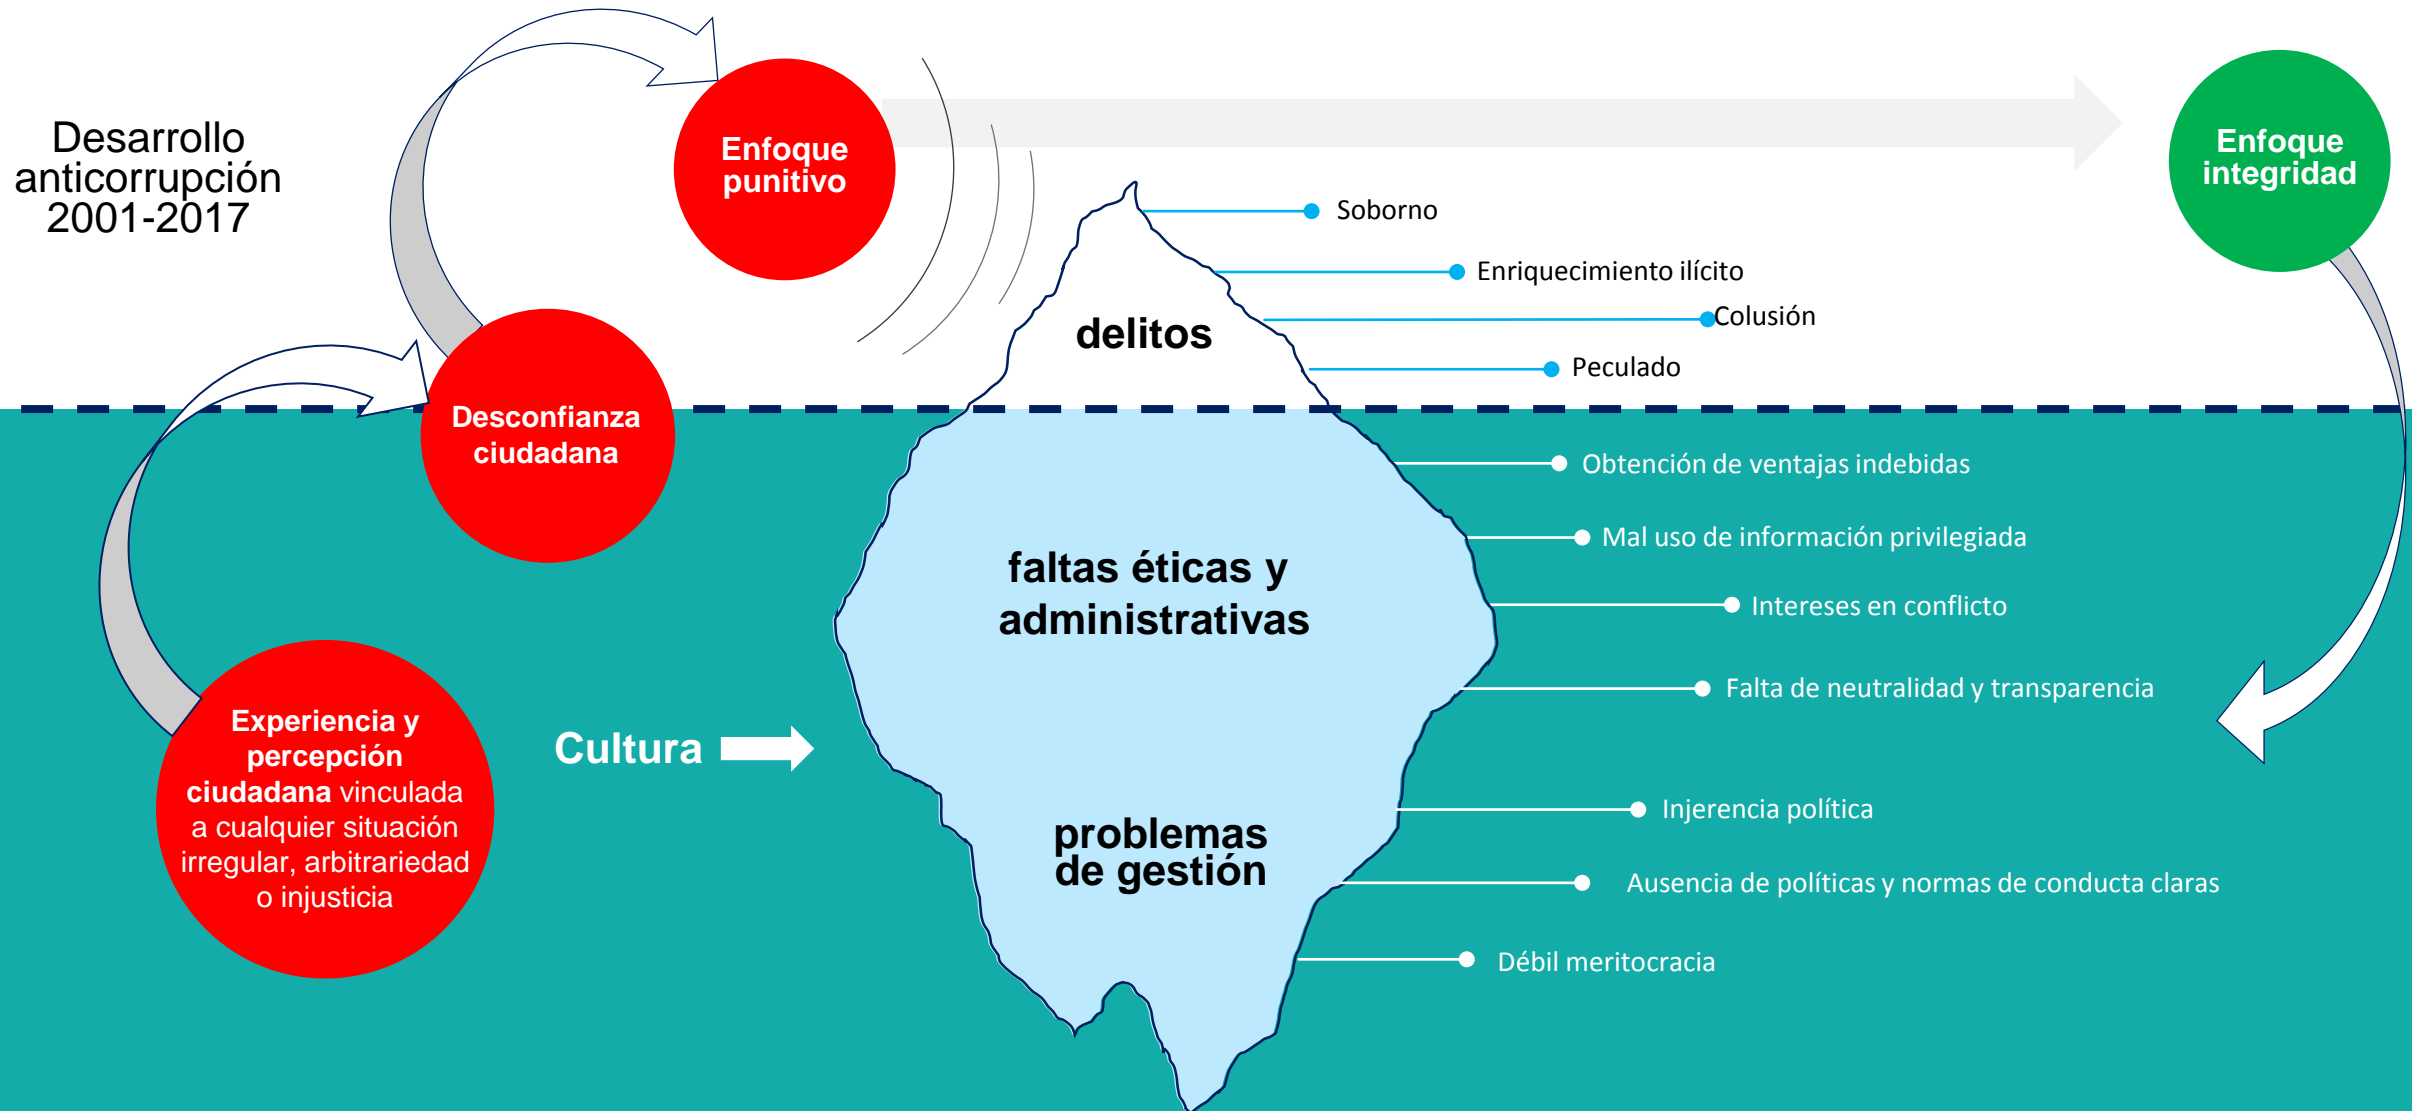 Desarrollo
anticorrupción
2001-2017
Enfoque
punitivo
Enfoque
integridad
Soborno
Enriquecimiento ilícito
Colusión
Peculado
delitos
Desconfianza
ciudadana
Obtención de ventajas indebidas
Mal uso de información privilegiada
Intereses en conflicto
Falta de neutralidad y transparencia
faltas éticas y
administrativas
Experiencia y
percepción
ciudadana vinculada
a cualquier situación
irregular, arbitrariedad
o injusticia
Cultura
problemas
de gestión
Injerencia política
Ausencia de políticas y normas de conducta claras
Débil meritocracia